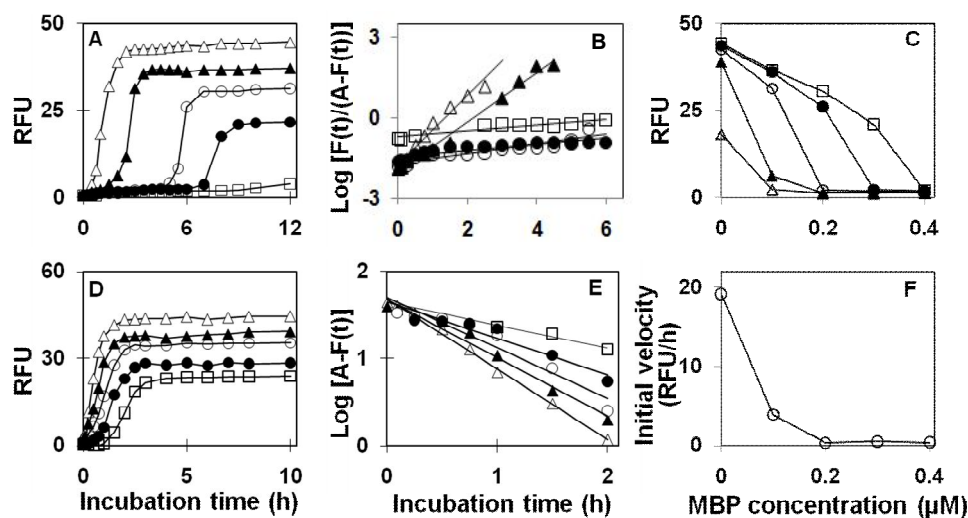 A
50
25
0
RFU
0
6
12
B
3
0
-3
Log [F(t)/(A–F(t))]
0
2
4
6
C
50
25
0
RFU
0
0.2
0.4
D
60
30
0
RFU
0
5
10
Incubation time (h)
E
2
1
0
Log [A-F(t)]
0
1
2
Incubation time (h)
F
20
10
0
Initial velocity
(RFU/h)
0
0.2
0.4
MBP concentration (µM)